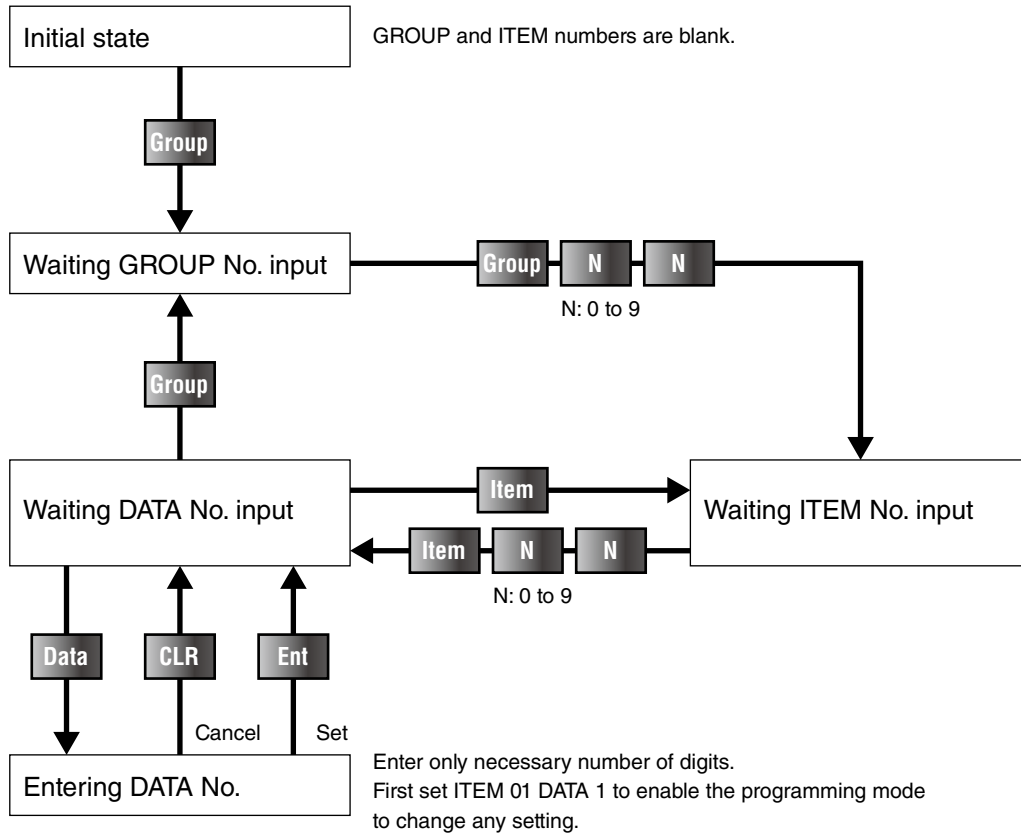 Initial state
GROUP and ITEM numbers are blank.
Group
Waiting GROUP No. input
Group N N
N: 0 to 9
Group
Waiting DATA No. input
Item
Waiting ITEM No. input
Item N N
N: 0 to 9
Data CLR Ent
Cancel Set
Entering DATA No.
Enter only necessary number of digits.
First set ITEM 01 DATA 1 to enable the programming mode
to change any setting.